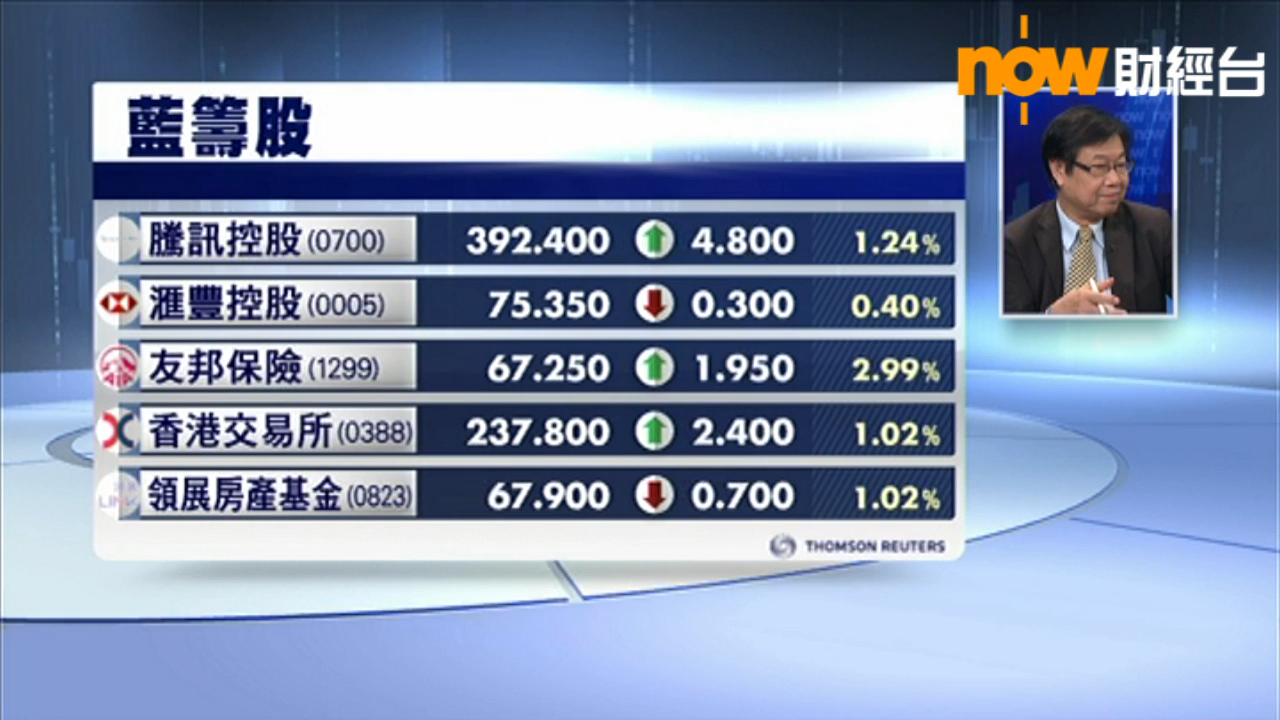 now財經台
藍籌股
騰訊控股(0700) 392.400 4.800 1.24%
滙豐控股(0005) 75.350 0.300 0.40%
友邦保險(1299) 67.250 1.950 2.99%
香港交易所(0388) 237.800 2.400 1.02%
領展房產基金(0823) 67.900 0.700 1.02%
THOMSON REUTERS